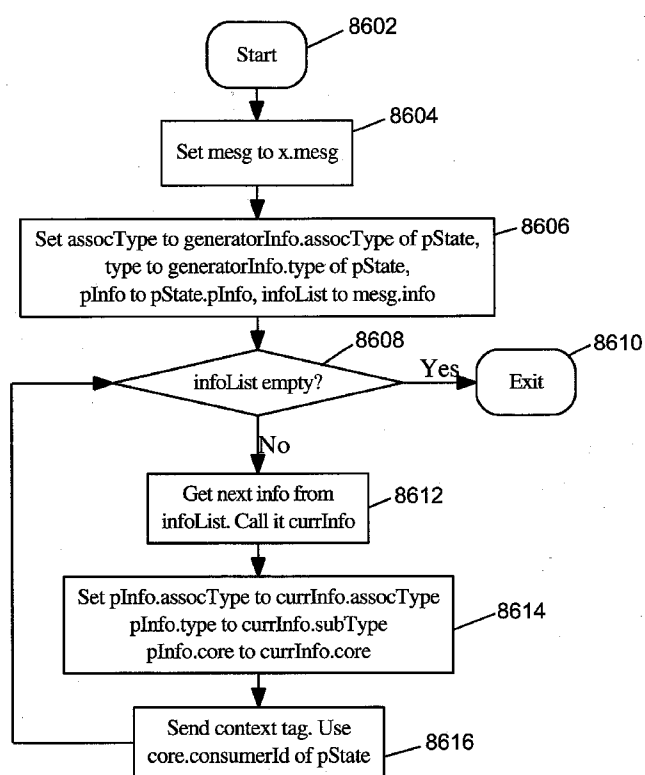 8602
Start
8604
Set mesg to x.mesg
8606
Set assocType to generatorInfo.assocType of pState,
type to generatorInfo.type of pState,
pInfo to pState.pInfo, infoList to mesg.info
8608
infoList empty?
Yes
8610
Exit
No
Get next info from
infoList. Call it currInfo
8612
Set pInfo.assocType to currInfo.assocType
pInfo.type to currInfo.subType
pInfo.core to currInfo.core
8614
Send context tag. Use
core.consumerId of pState
8616